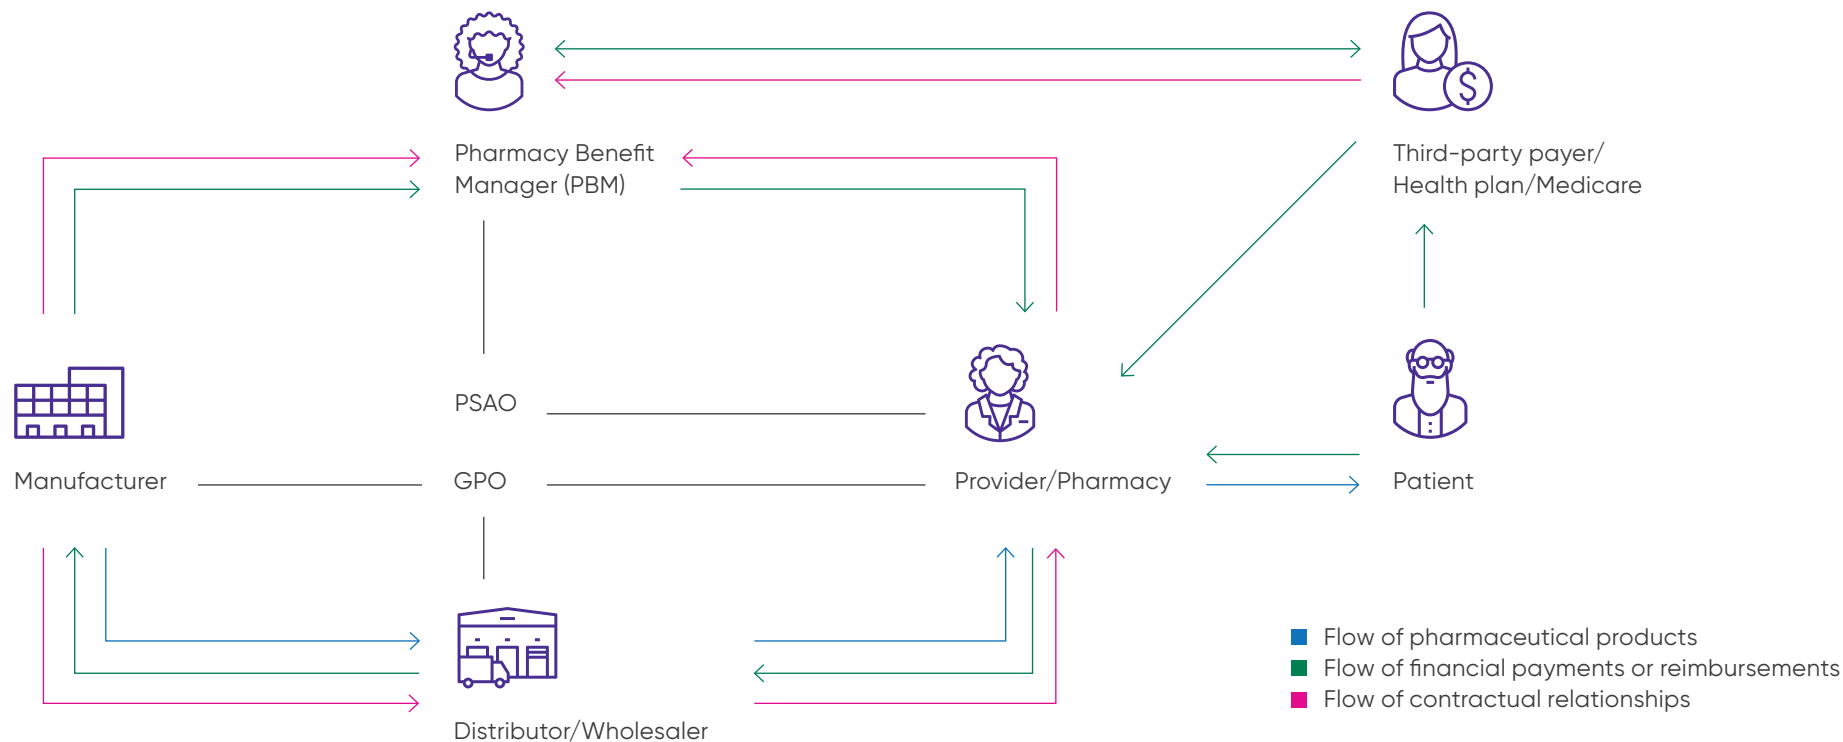 Pharmacy Benefit
Manager (PBM)
Third-party payer/
Health plan/Medicare
PSAO
Manufacturer
GPO
Provider/Pharmacy
Patient
Distributor/Wholesaler
Flow of pharmaceutical products
Flow of financial payments or reimbursements
Flow of contractual relationships
$